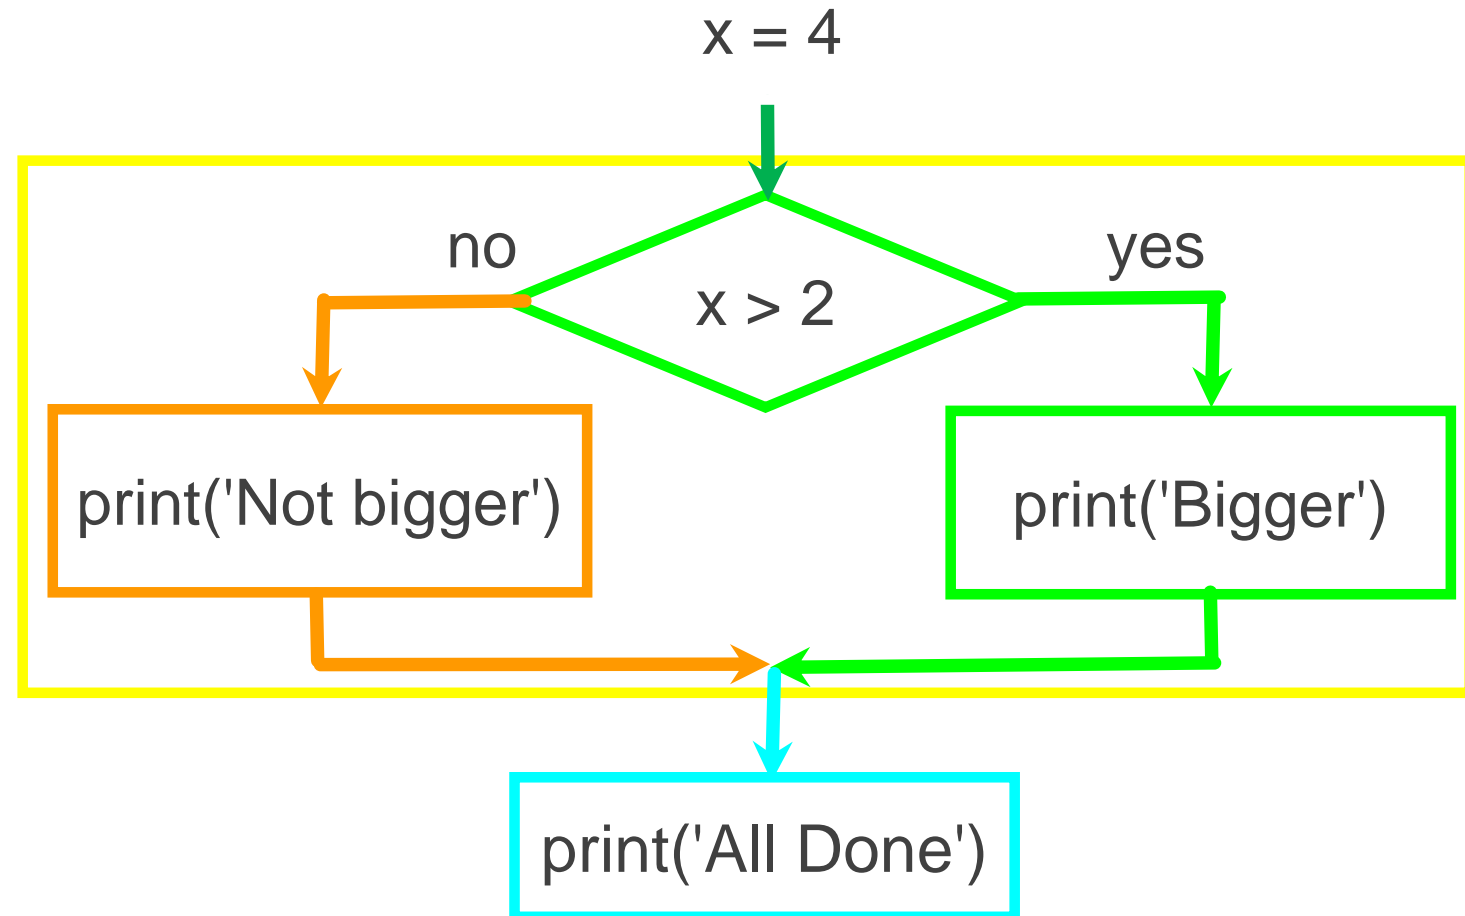 x = 4
no
yes
x > 2
print('Not bigger')
print('Bigger')
print('All Done')